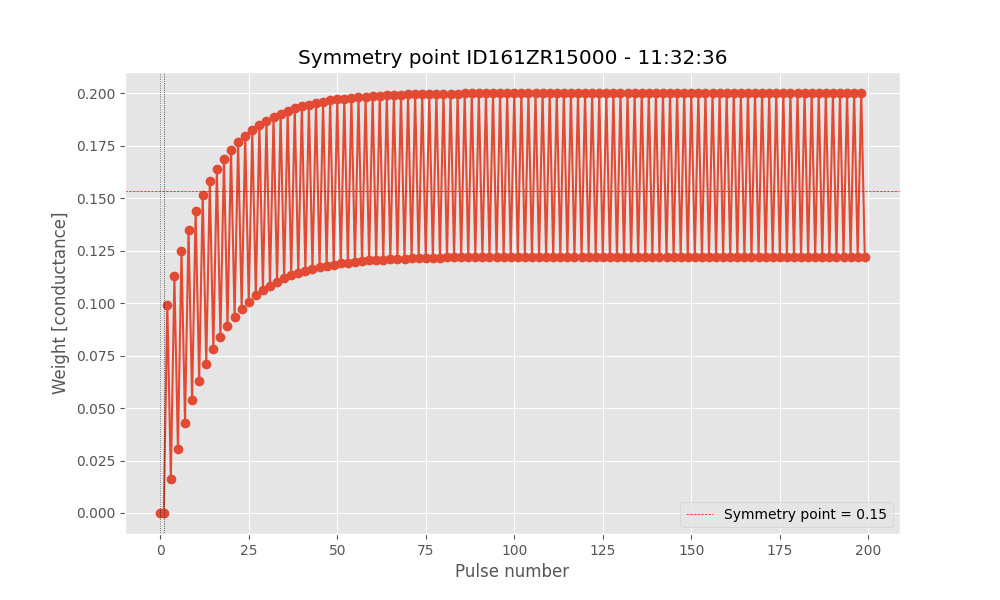 Symmetry point ID161ZR15000 - 11:32:36
0.200
0.175
0.150
0.125
0.100
0.075
0.050
0.025
0.000
Weight [conductance]
Symmetry point = 0.15
0 25 50 75 100 125 150 175 200
Pulse number